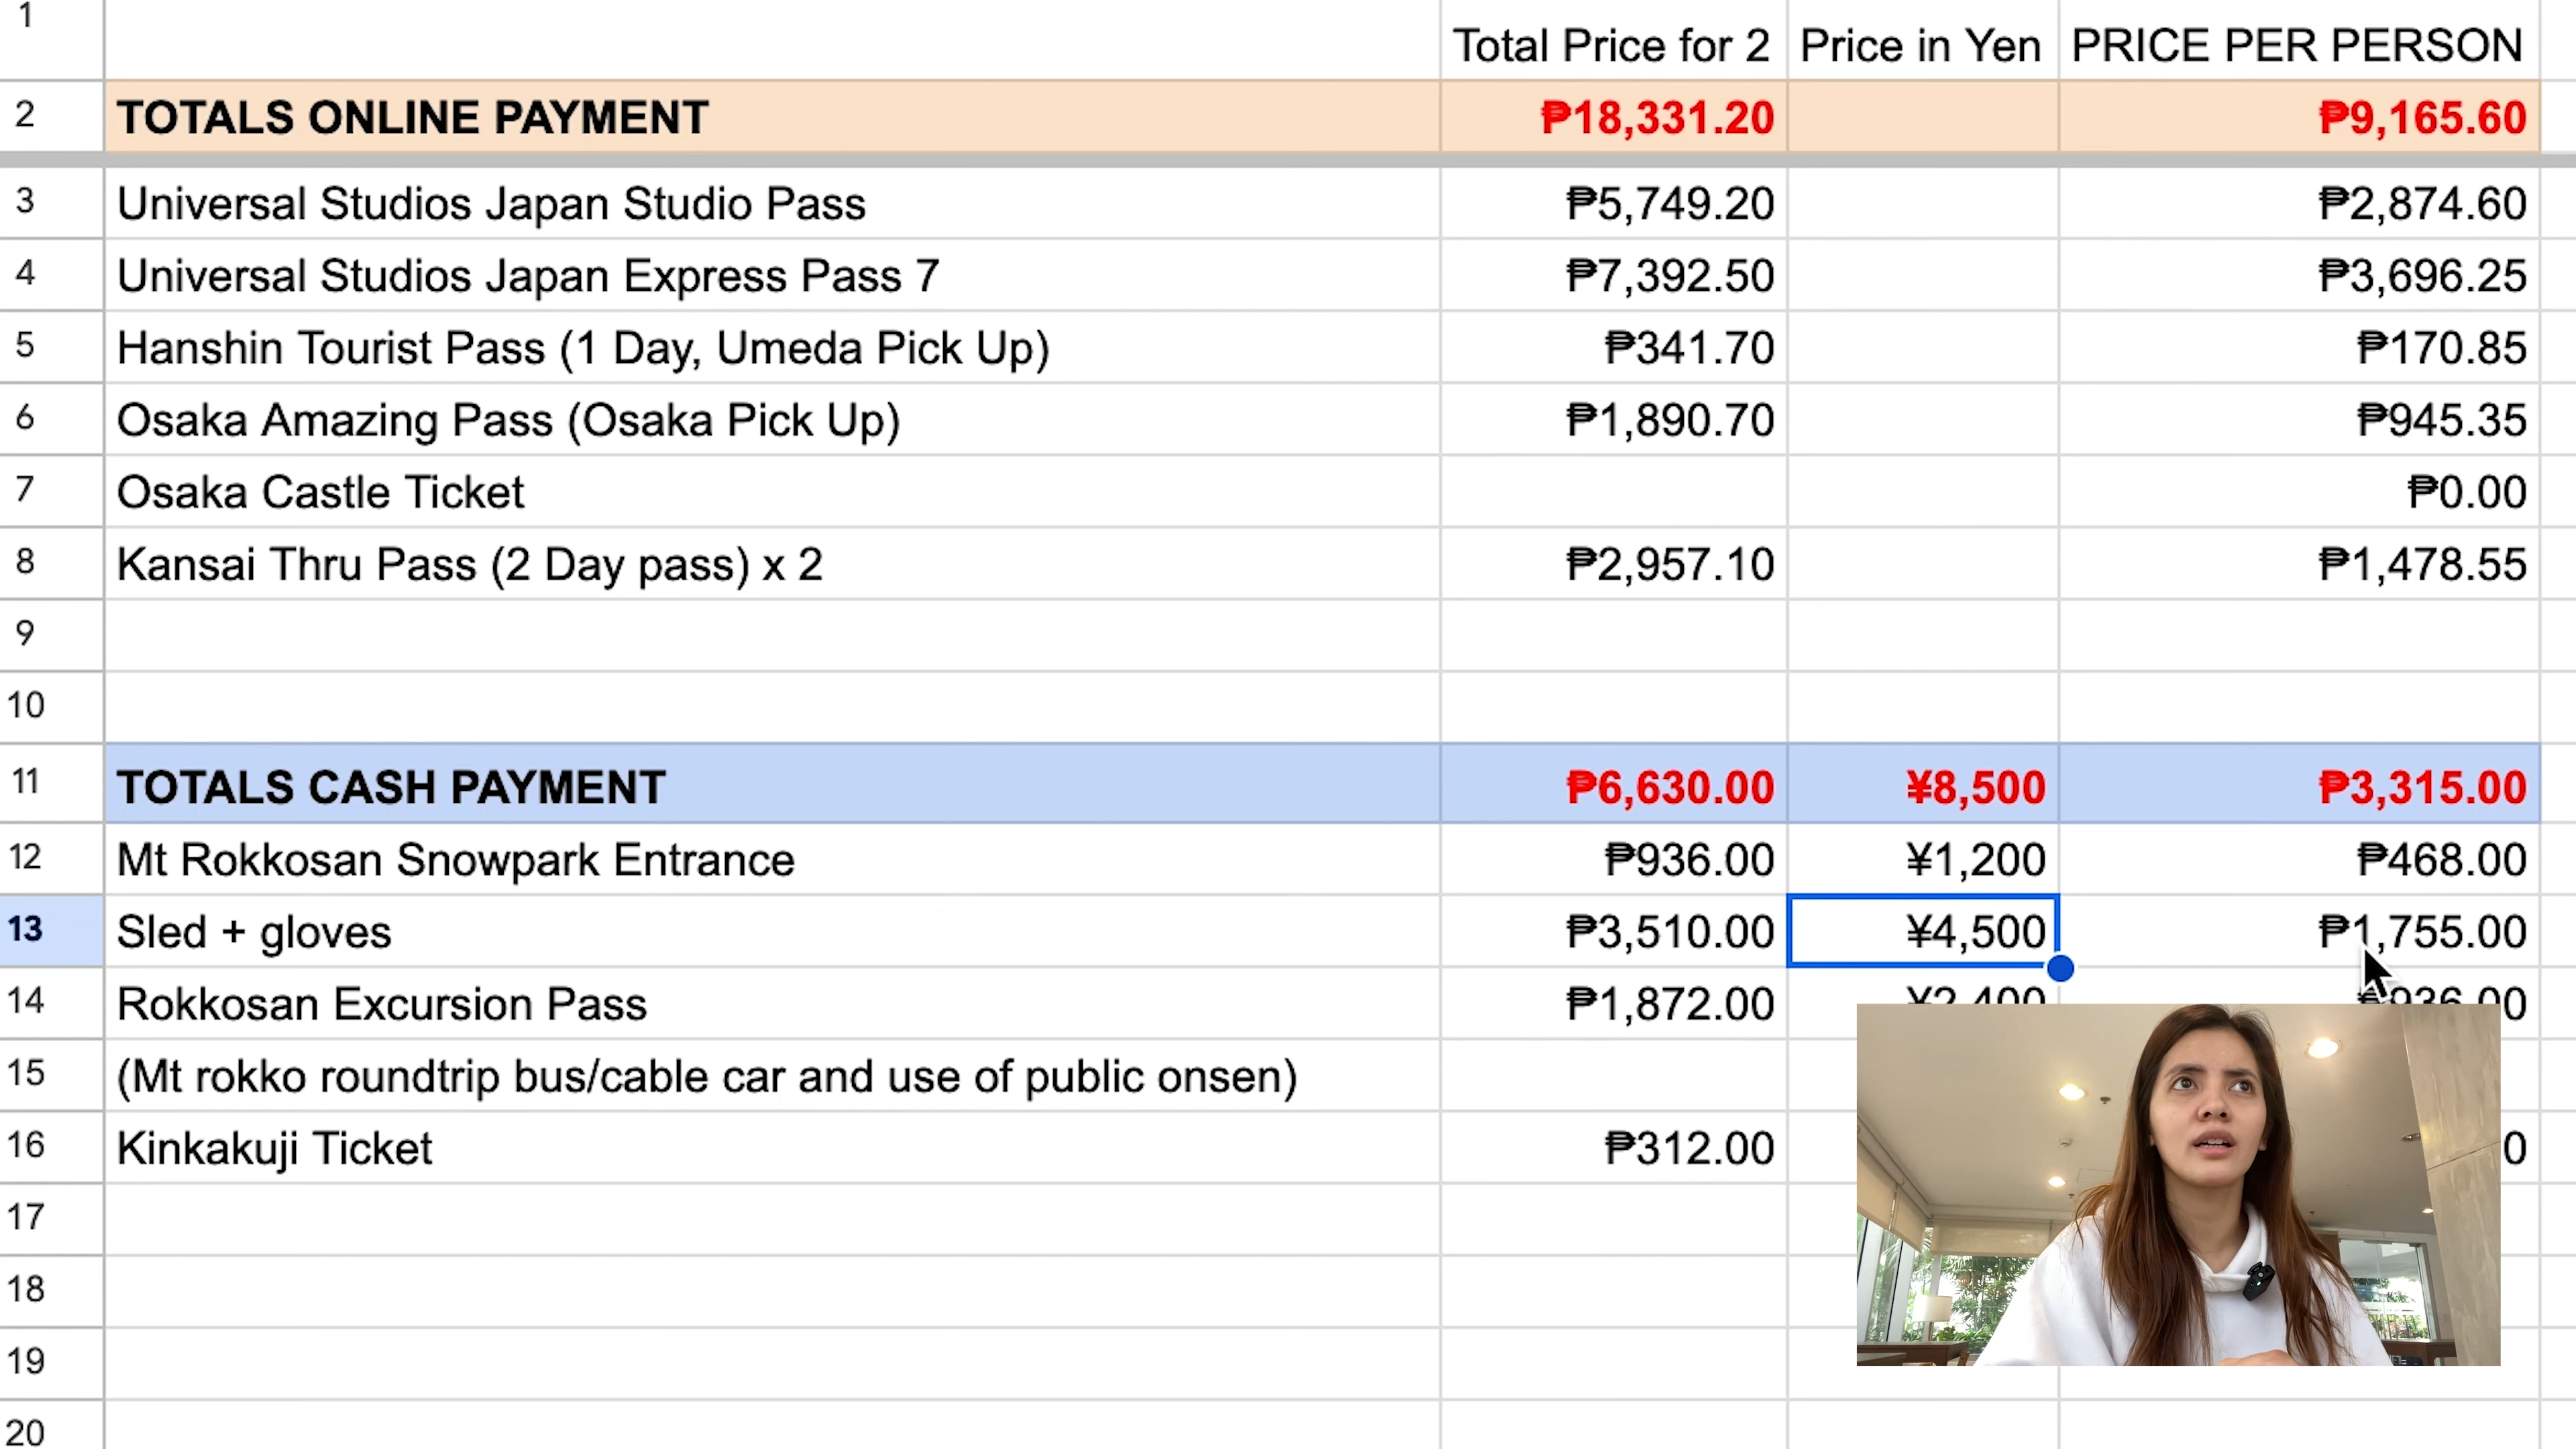 1 Total Price for 2 Price in Yen PRICE PER PERSON
2 TOTALS ONLINE PAYMENT ₱18,331.20 ₱9,165.60
3 Universal Studios Japan Studio Pass ₱5,749.20 ₱2,874.60
4 Universal Studios Japan Express Pass 7 ₱7,392.50 ₱3,696.25
5 Hanshin Tourist Pass (1 Day, Umeda Pick Up) ₱341.70 ₱170.85
6 Osaka Amazing Pass (Osaka Pick Up) ₱1,890.70 ₱945.35
7 Osaka Castle Ticket ₱0.00
8 Kansai Thru Pass (2 Day pass) x 2 ₱2,957.10 ₱1,478.55
9
10
11 TOTALS CASH PAYMENT ₱6,630.00 ¥8,500 ₱3,315.00
12 Mt Rokkosan Snowpark Entrance ₱936.00 ¥1,200 ₱468.00
13 Sled + gloves ₱3,510.00 ¥4,500 ₱1,755.00
14 Rokkosan Excursion Pass ₱1,872.00 ¥2,400 ₱936.00
15 (Mt rokko roundtrip bus/cable car and use of public onsen)
16 Kinkakuji Ticket ₱312.00 0
17
18
19
20